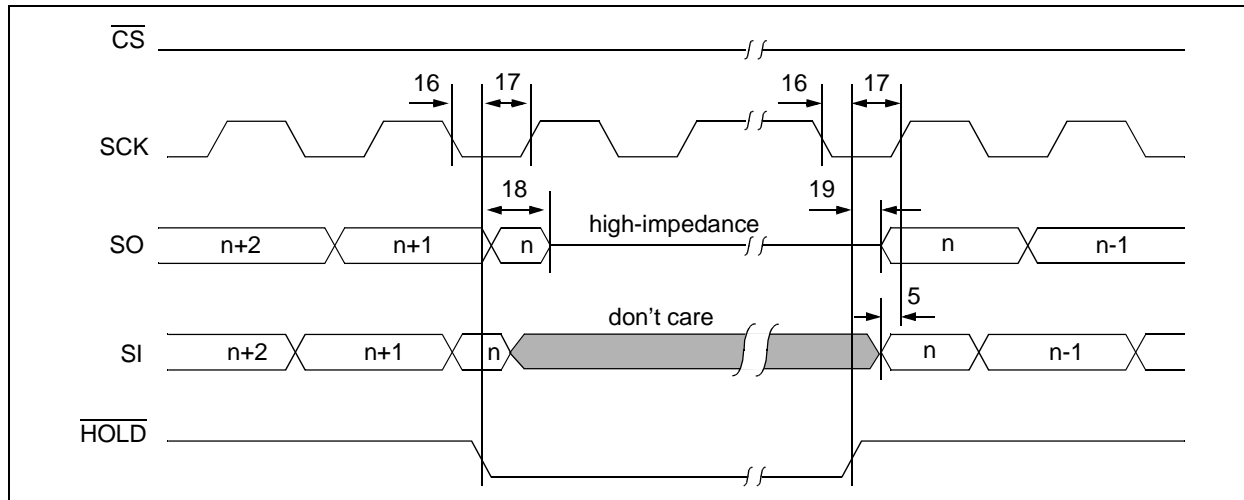 CS
16 17 16 17
SCK
18 19
high-impedance
SO n+2 n+1 n n n-1
5
don't care
SI n+2 n+1 n n n-1
HOLD